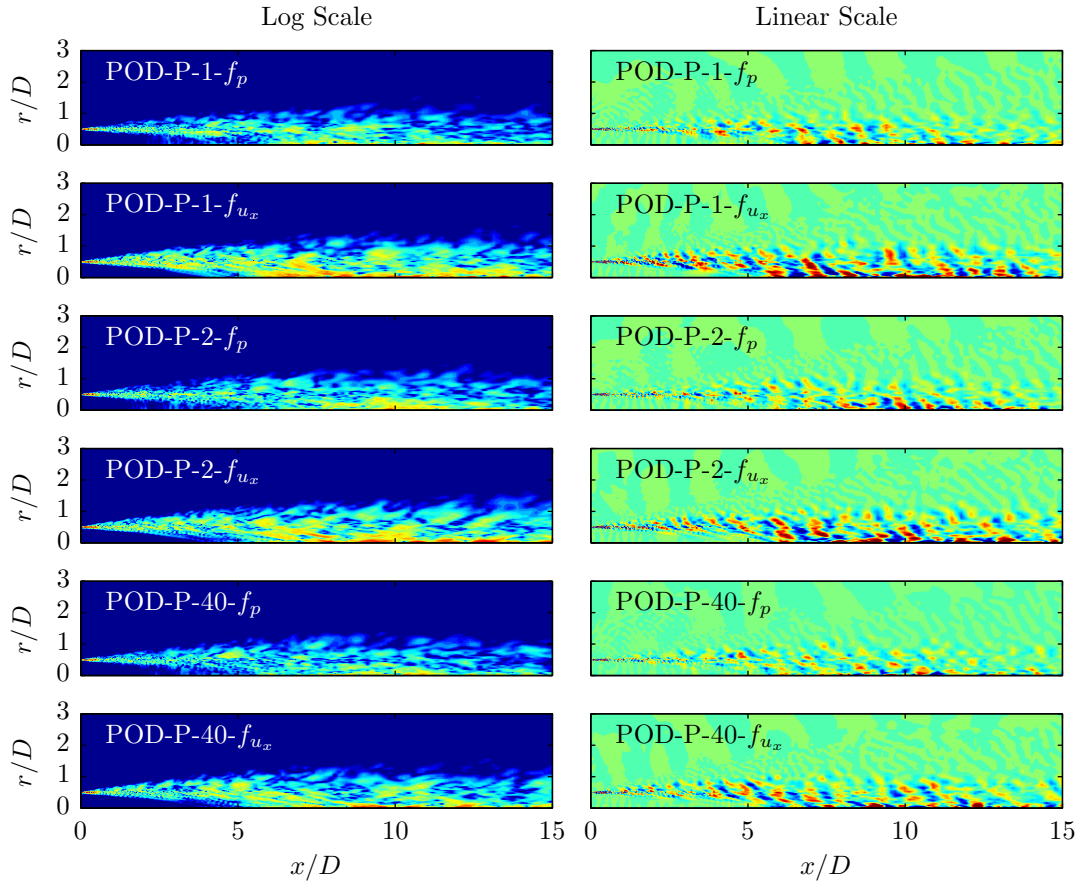 Log Scale Linear Scale
3 POD-P-1-f_p POD-P-1-f_p
r/D 2
1
0
3 POD-P-1-f_{u_x} POD-P-1-f_{u_x}
r/D 2
1
0
3 POD-P-2-f_p POD-P-2-f_p
r/D 2
1
0
3 POD-P-2-f_{u_x} POD-P-2-f_{u_x}
r/D 2
1
0
3 POD-P-40-f_p POD-P-40-f_p
r/D 2
1
0
3 POD-P-40-f_{u_x} POD-P-40-f_{u_x}
r/D 2
1
0
0 5 10 15 0 5 10 15
x/D x/D